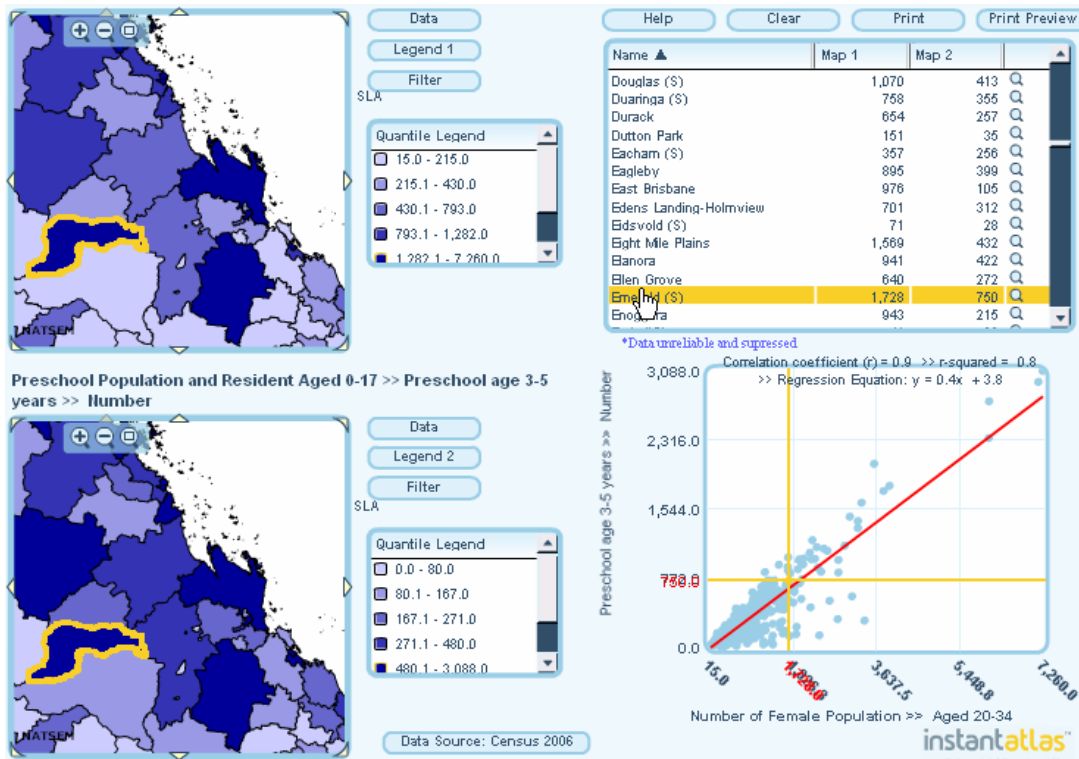 Data
Legend 1
Filter
SLA
Quantile Legend
15.0 - 215.0
215.1 - 430.0
430.1 - 793.0
793.1 - 1,282.0
1,282.1 - 7,260.0
NATSEM
Help Clear Print Print Preview
Name Map 1 Map 2
Douglas (S) 1,070 413
Duaringa (S) 758 355
Durack 654 257
Dutton Park 151 35
Eacham (S) 357 256
Eagleby 895 399
East Brisbane 976 105
Edens Landing-Holmview 701 312
Eidsvold (S) 71 28
Eight Mile Plains 1,569 432
Elanora 941 422
Ellen Grove 640 272
Emerald (S) 1,728 750
Enoggera 943 215
*Data unreliable and supressed
Preschool Population and Resident Aged 0-17 >> Preschool age 3-5
years >> Number
Data
Legend 2
Filter
SLA
Quantile Legend
0.0 - 80.0
80.1 - 167.0
167.1 - 271.0
271.1 - 480.0
480.1 - 3,088.0
NATSEM
Data Source: Census 2006
Correlation coefficient (r) = 0.9 >> r-squared = 0.8
>> Regression Equation: y = 0.4x + 3.8
Preschool age 3-5 years >> Number
3,088.0
2,316.0
1,544.0
750.0
0.0
15.0 1,728.0 3,637.5 5,448.8 7,260.0
Number of Female Population >> Aged 20-34
instantatlas™